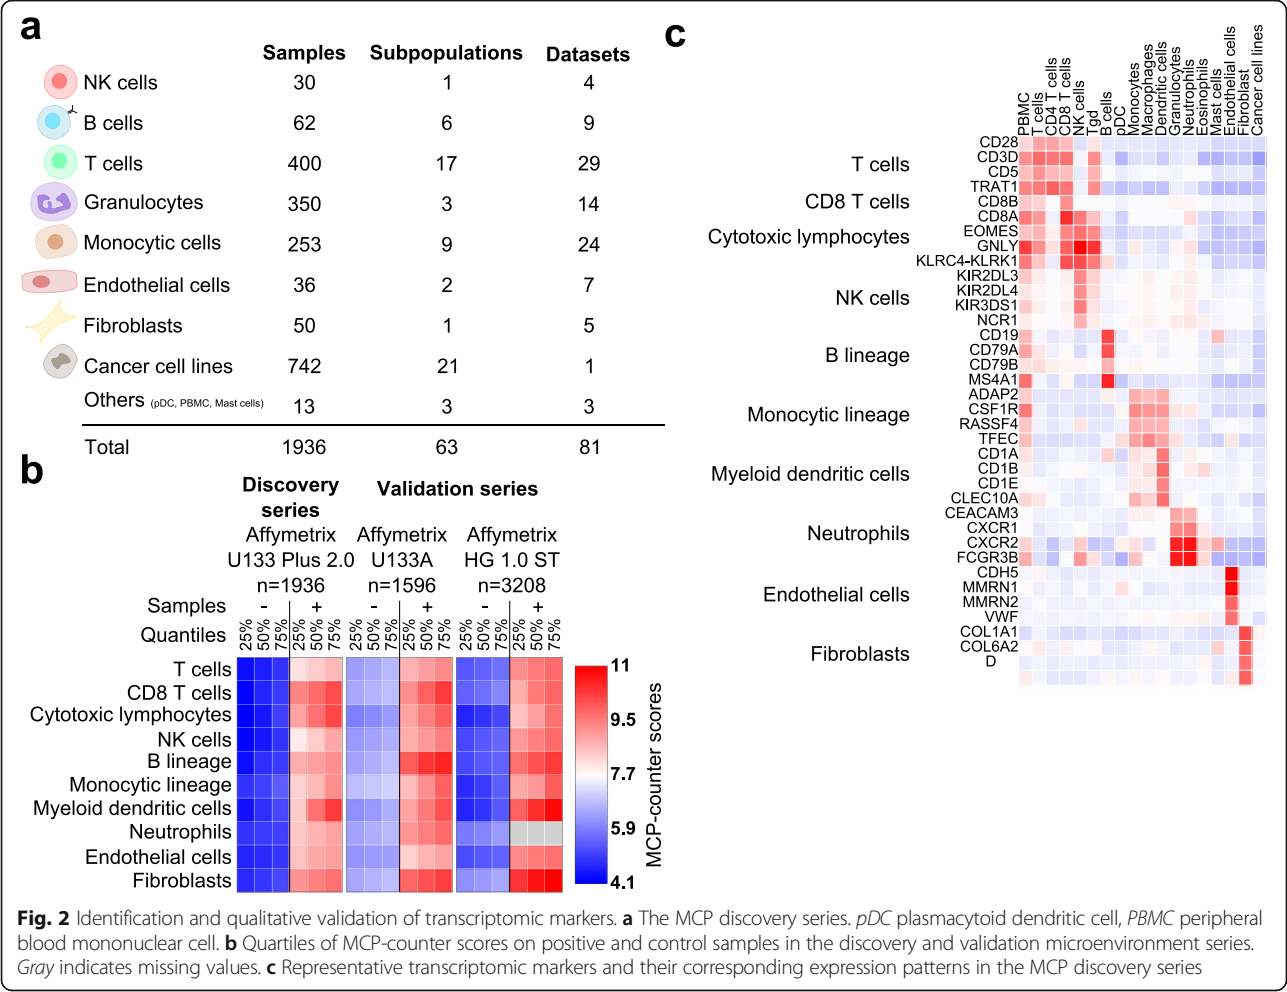 a
Samples Subpopulations Datasets
NK cells 30 1 4
B cells 62 6 9
T cells 400 17 29
Granulocytes 350 3 14
Monocytic cells 253 9 24
Endothelial cells 36 2 7
Fibroblasts 50 1 5
Cancer cell lines 742 21 1
Others (pDC, PBMC, Mast cells) 13 3 3
Total 1936 63 81
b
Discovery series
Validation series
Affymetrix U133 Plus 2.0 n=1936
Affymetrix U133A n=1596
Affymetrix HG 1.0 ST n=3208
Samples - + - + - +
Quantiles 25% 50% 75% 25% 50% 75% 25% 50% 75% 25% 50% 75% 25% 50% 75% 25% 50% 75%
T cells
CD8 T cells
Cytotoxic lymphocytes
NK cells
B lineage
Monocytic lineage
Myeloid dendritic cells
Neutrophils
Endothelial cells
Fibroblasts
11
9.5
7.7
5.9
4.1
MCP-counter scores
c
PBMC
T cells
CD4 T cells
CD8 T cells
NK cells
Tgd
B cells
pDC
Monocytes
Macrophages
Dendritic cells
Granulocytes
Neutrophils
Eosinophils
Mast cells
Endothelial cells
Fibroblast
Cancer cell lines
T cells
CD8 T cells
Cytotoxic lymphocytes
NK cells
B lineage
Monocytic lineage
Myeloid dendritic cells
Neutrophils
Endothelial cells
Fibroblasts
CD28
CD3D
CD5
TRAT1
CD8B
CD8A
EOMES
GNLY
KLRC4-KLRK1
KIR2DL3
KIR2DL4
KIR3DS1
NCR1
CD19
CD79A
CD79B
MS4A1
ADAP2
CSF1R
RASSF4
TFEC
CD1A
CD1B
CD1E
CLEC10A
CEACAM3
CXCR1
CXCR2
FCGR3B
CDH5
MMRN1
MMRN2
VWF
COL1A1
COL6A2
D
Fig. 2 Identification and qualitative validation of transcriptomic markers. a The MCP discovery series. pDC plasmacytoid dendritic cell, PBMC peripheral
blood mononuclear cell. b Quartiles of MCP-counter scores on positive and control samples in the discovery and validation microenvironment series.
Gray indicates missing values. c Representative transcriptomic markers and their corresponding expression patterns in the MCP discovery series